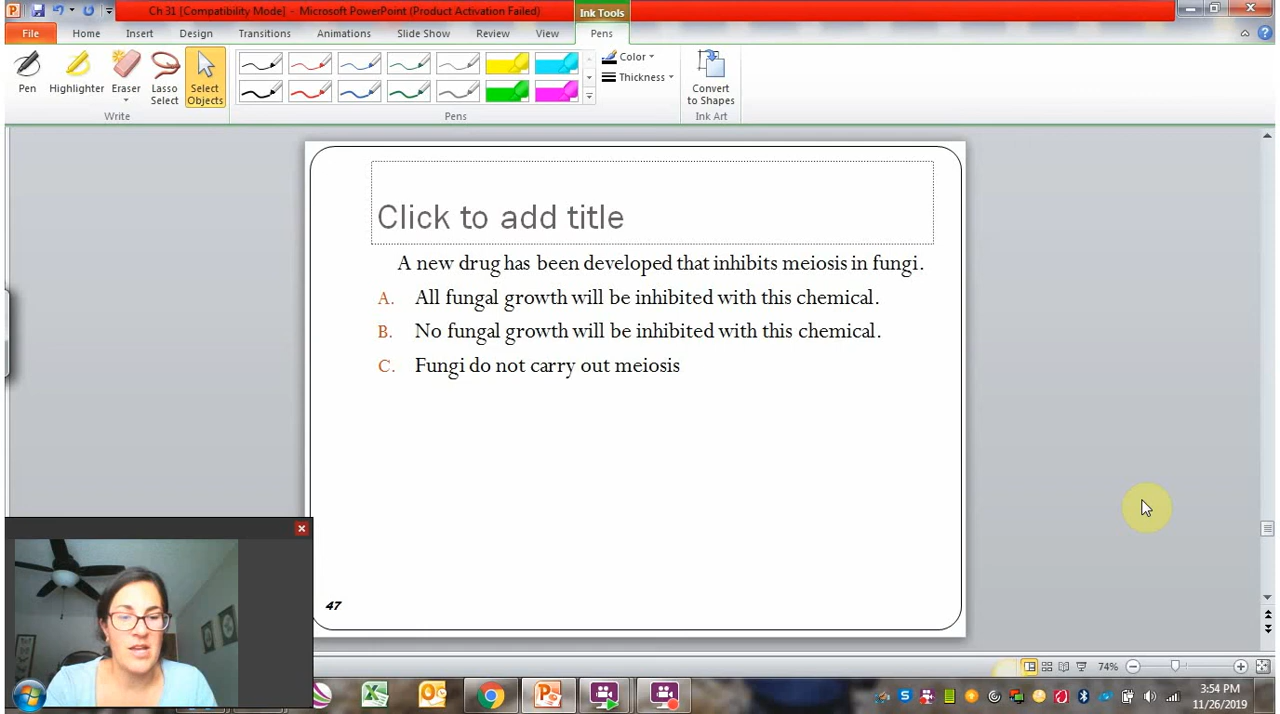 Ch 31 [Compatibility Mode] - Microsoft PowerPoint (Product Activation Failed)
Ink Tools
File Home Insert Design Transitions Animations Slide Show Review View Pens
Pen
Highlighter
Eraser
Lasso Select
Select Objects
Color
Thickness
Convert to Shapes
Write
Pens
Ink Art
Click to add title
A new drug has been developed that inhibits meiosis in fungi.
A. All fungal growth will be inhibited with this chemical.
B. No fungal growth will be inhibited with this chemical.
C. Fungi do not carry out meiosis
47
74%
3:54 PM
11/26/2019